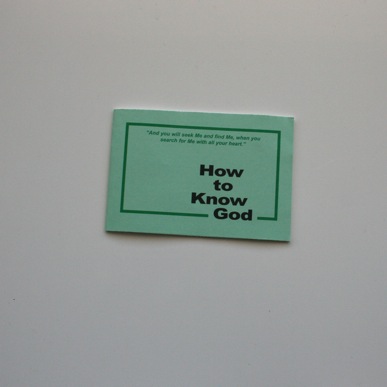 "And you will seek Me and find Me, when you
search for Me with all your heart."
How
to
Know
God